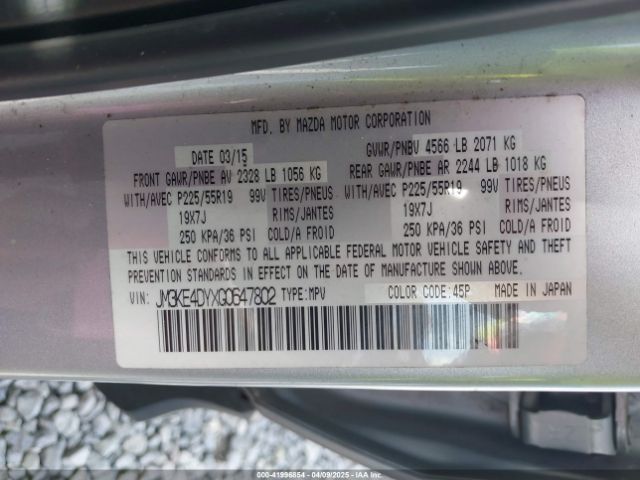 MFD. BY MAZDA MOTOR CORPORATION
DATE 03/15 GVWR/PNBV 4566 LB 2071 KG
FRONT GAWR/PNBE AV 2328 LB 1056 KG REAR GAWR/PNBE AR 2244 LB 1018 KG
WITH/AVEC P225/55R19 99V TIRES/PNEUS WITH/AVEC P225/55R19 99V TIRES/PNEUS
19X7J RIMS/JANTES 19X7J RIMS/JANTES
250 KPA/36 PSI COLD/A FROID 250 KPA/36 PSI COLD/A FROID
THIS VEHICLE CONFORMS TO ALL APPLICABLE FEDERAL MOTOR VEHICLE SAFETY AND THEFT
PREVENTION STANDARDS IN EFFECT ON THE DATE OF MANUFACTURE SHOWN ABOVE.
VIN: JM3KE4DYXG0647802 TYPE:MPV COLOR CODE:45P MADE IN JAPAN
000-41996854 04/09/2025 IAAI.COM